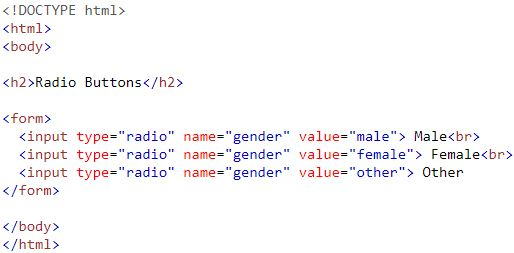 <!DOCTYPE html>
<html>
<body>
<h2>Radio Buttons</h2>
<form>
<input type="radio" name="gender" value="male"> Male<br>
<input type="radio" name="gender" value="female"> Female<br>
<input type="radio" name="gender" value="other"> Other
</form>
</body>
</html>